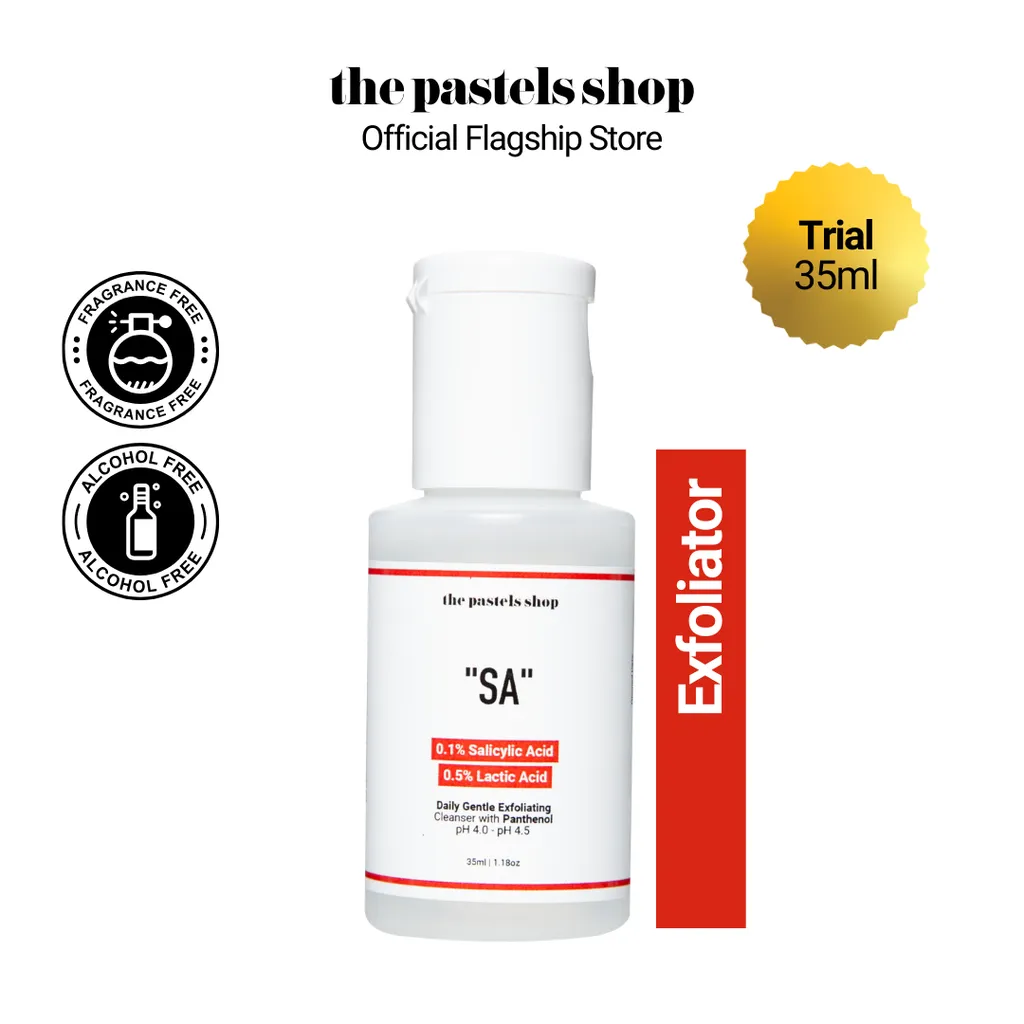 the pastels shop
Official Flagship Store
Trial
35ml
FRAGRANCE FREE
FRAGRANCE FREE
ALCOHOL FREE
ALCOHOL FREE
Exfoliator
the pastels shop
"SA"
0.1% Salicylic Acid
0.5% Lactic Acid
Daily Gentle Exfoliating
Cleanser with Panthenol
pH 4.0 - pH 4.5
35ml | 1.18oz